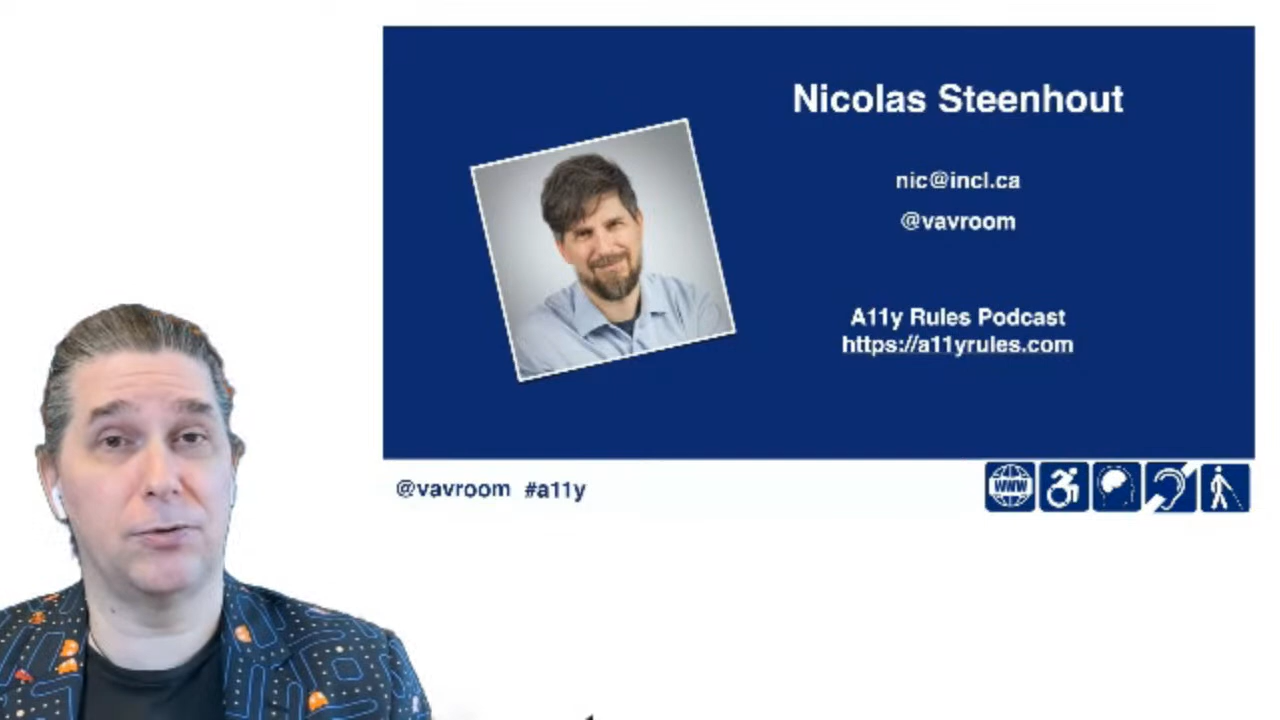 Nicolas Steenhout
nic@incl.ca
@vavroom
A11y Rules Podcast
https://a11yrules.com
@vavroom #a11y
WWW